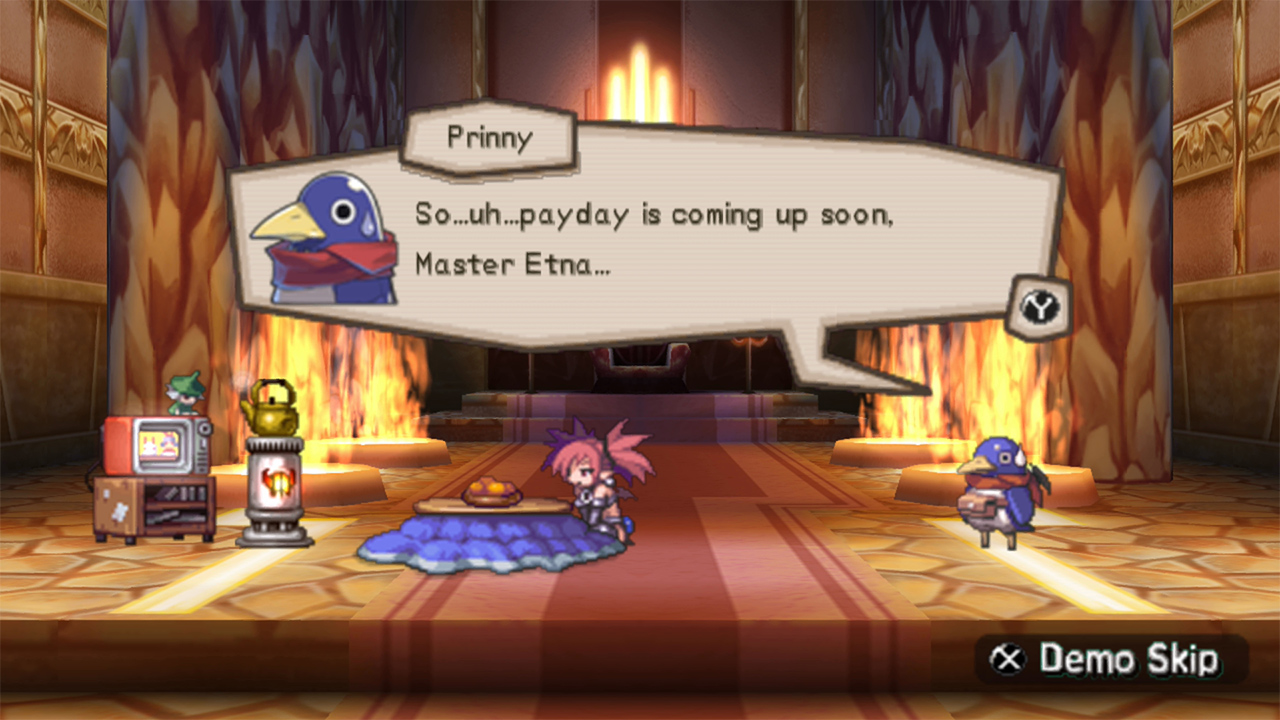 Prinny
So...uh...payday is coming up soon,
Master Etna...
Y
X Demo Skip